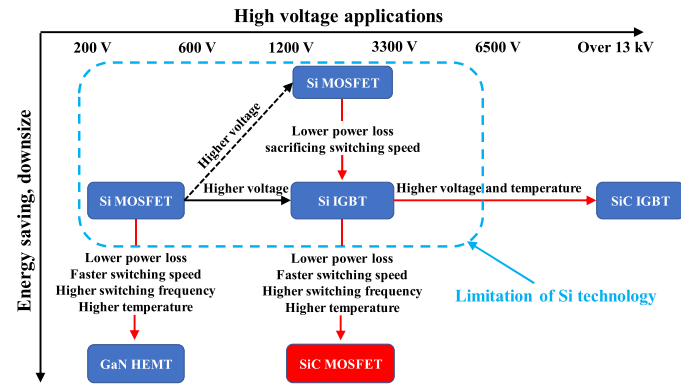 High voltage applications
200 V 600 V 1200 V 3300 V 6500 V Over 13 kV
Energy saving, downsize
Si MOSFET
Higher voltage
Lower power loss
sacrificing switching speed
Si MOSFET
Higher voltage
Si IGBT
Higher voltage and temperature
SiC IGBT
Lower power loss
Faster switching speed
Higher switching frequency
Higher temperature
Lower power loss
Faster switching speed
Higher switching frequency
Higher temperature
Limitation of Si technology
GaN HEMT
SiC MOSFET